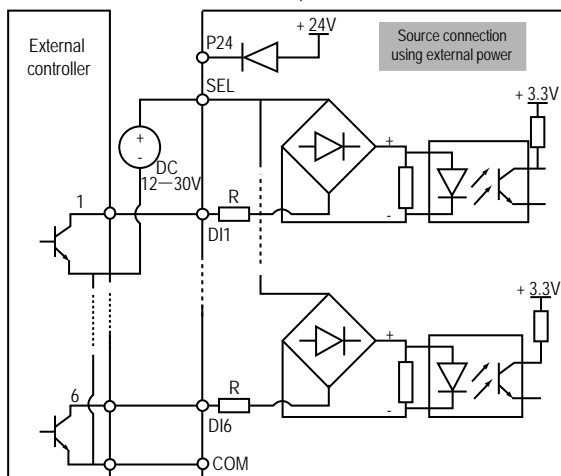 External
controller
P24
+ 24V
Source connection
using external power
SEL
+ 3.3V
+
-
DC
12—30V
+
-
1
R
DI1
+ 3.3V
+
-
6
R
DI6
COM